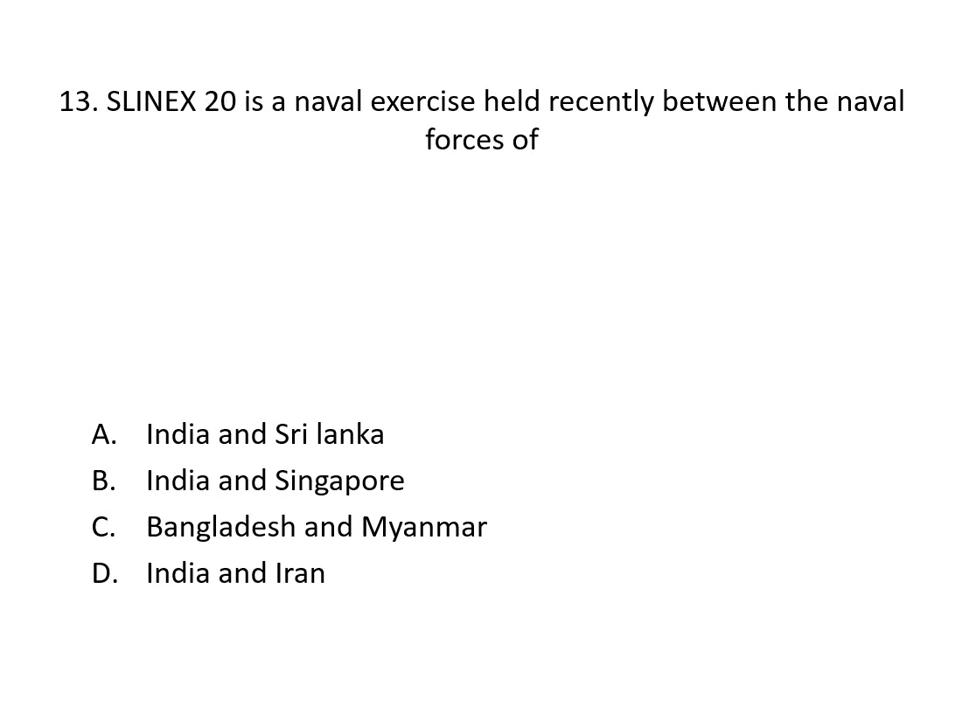 13. SLINEX 20 is a naval exercise held recently between the naval
forces of
A. India and Sri lanka
B. India and Singapore
C. Bangladesh and Myanmar
D. India and Iran